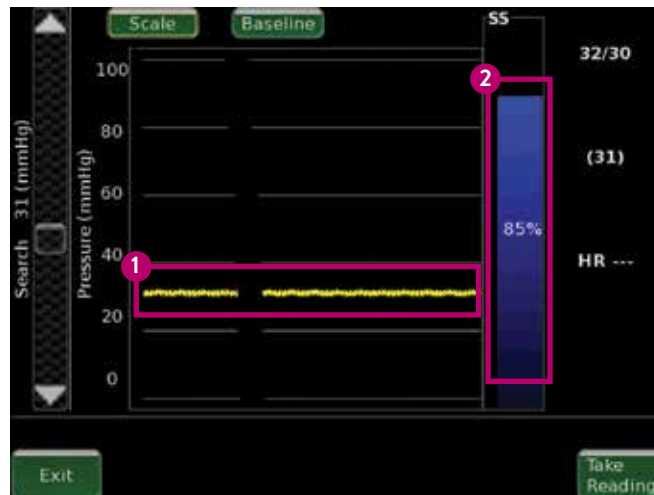 Scale
Baseline
SS
32/30
(31)
HR ---
Search 31 (mmHg)
Pressure (mmHg)
100
80
60
40
20
0
1
2
85%
Exit
Take
Reading